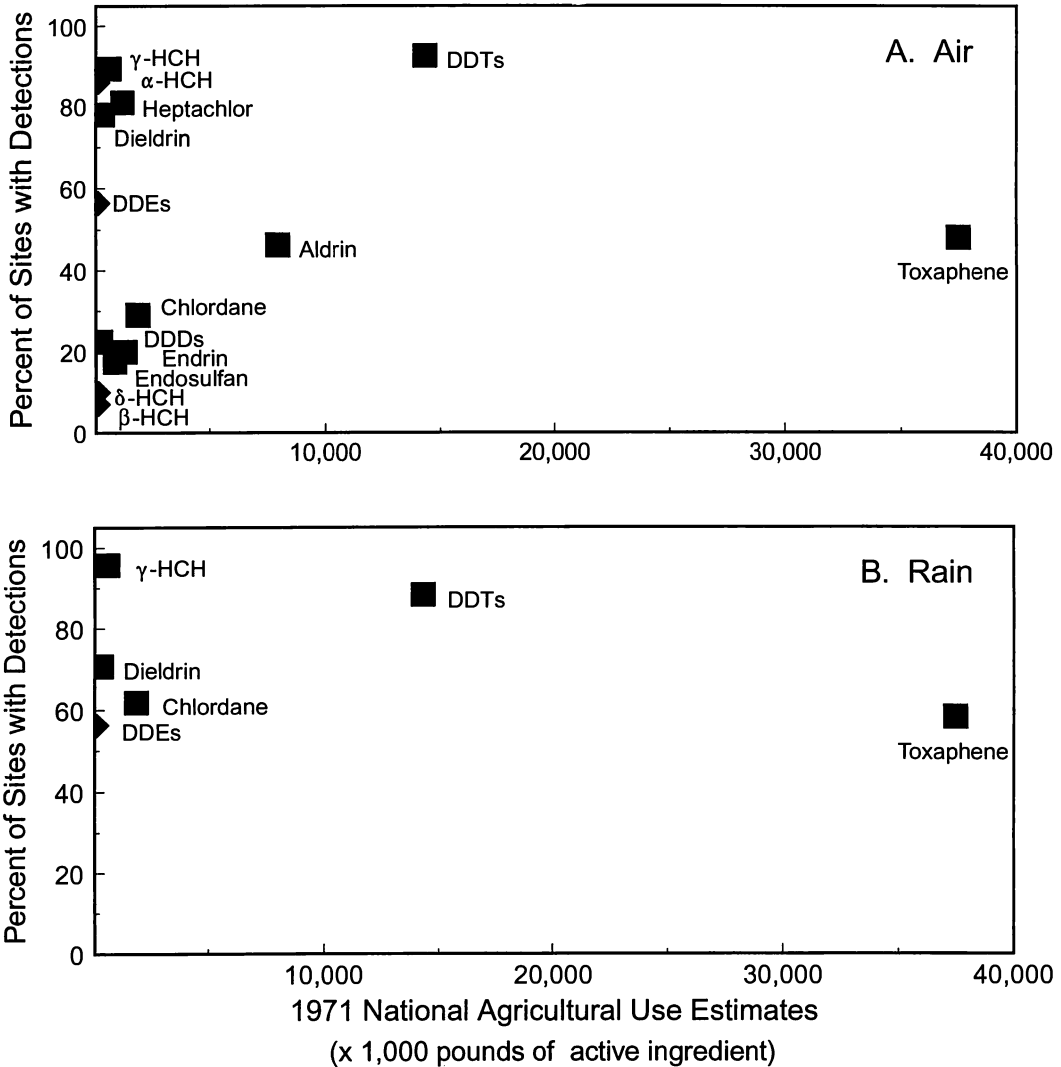 Percent of Sites with Detections
100
80
60
40
20
0
A. Air
γ-HCH
α-HCH
Heptachlor
Dieldrin
DDTs
DDEs
Aldrin
Toxaphene
Chlordane
DDDs
Endrin
Endosulfan
δ-HCH
β-HCH
10,000
20,000
30,000
40,000
Percent of Sites with Detections
100
80
60
40
20
0
B. Rain
γ-HCH
DDTs
Dieldrin
Chlordane
DDEs
Toxaphene
10,000
20,000
30,000
40,000
1971 National Agricultural Use Estimates
(x 1,000 pounds of active ingredient)